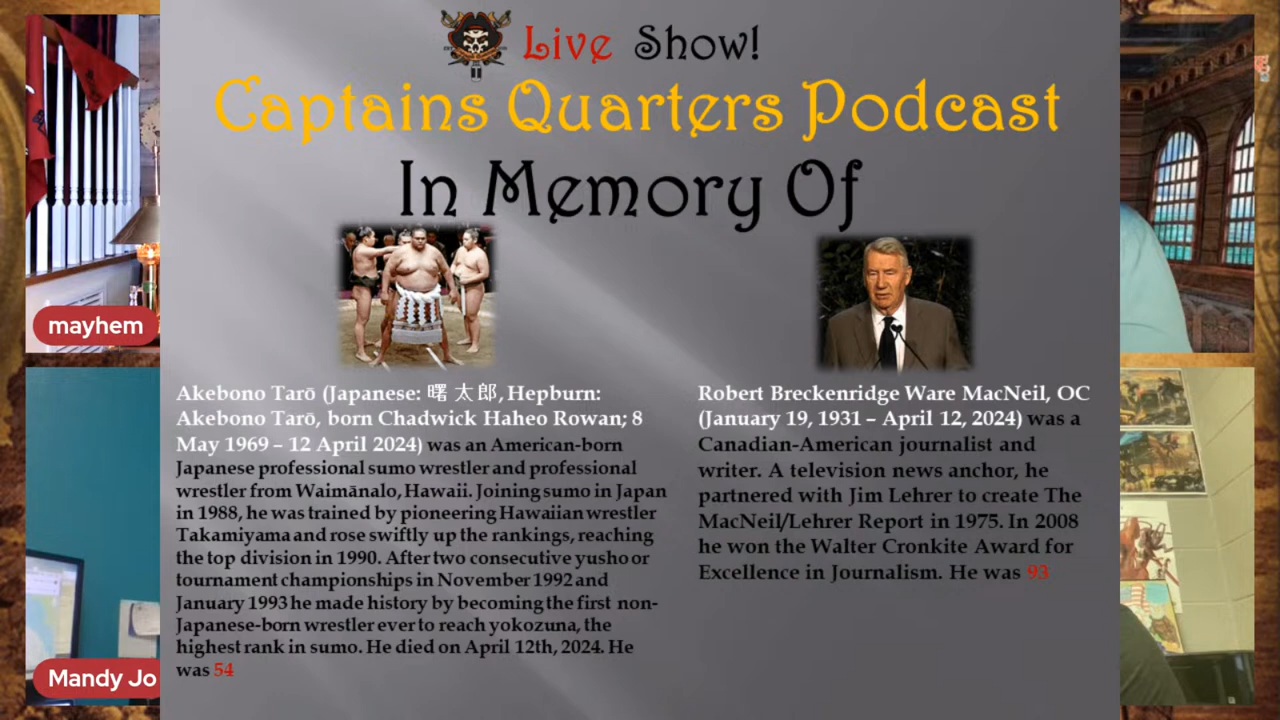 Live Show!
Captains Quarters Podcast
In Memory Of
mayhem
Akebono Tarō (Japanese: 曙 太郎, Hepburn:
Akebono Tarō, born Chadwick Haheo Rowan; 8
May 1969 – 12 April 2024) was an American-born
Japanese professional sumo wrestler and professional
wrestler from Waimānalo, Hawaii. Joining sumo in Japan
in 1988, he was trained by pioneering Hawaiian wrestler
Takamiyama and rose swiftly up the rankings, reaching
the top division in 1990. After two consecutive yusho or
tournament championships in November 1992 and
January 1993 he made history by becoming the first non-
Japanese-born wrestler ever to reach yokozuna, the
highest rank in sumo. He died on April 12th, 2024. He
was 54
Robert Breckenridge Ware MacNeil, OC
(January 19, 1931 – April 12, 2024) was a
Canadian-American journalist and
writer. A television news anchor, he
partnered with Jim Lehrer to create The
MacNeil/Lehrer Report in 1975. In 2008
he won the Walter Cronkite Award for
Excellence in Journalism. He was 93
Mandy Jo